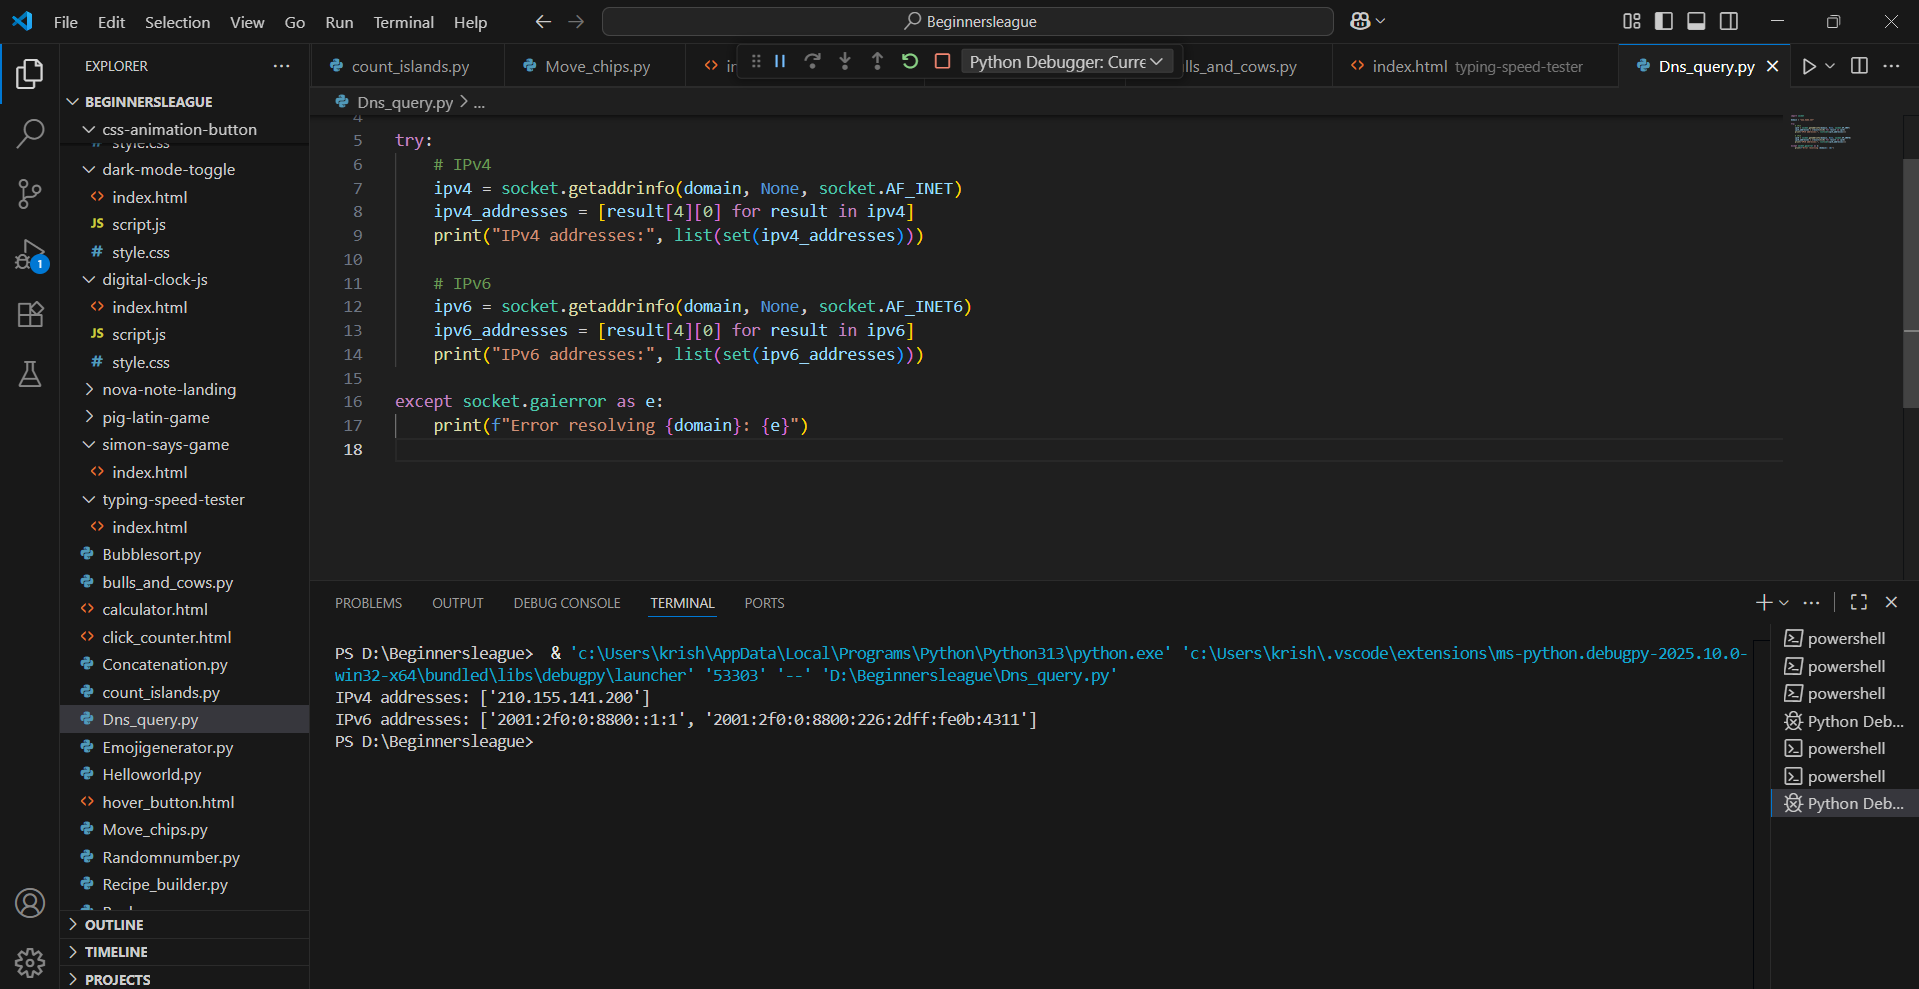 File Edit Selection View Go Run Terminal Help
Beginnersleague
EXPLORER
BEGINNERSLEAGUE
css-animation-button
style.css
dark-mode-toggle
index.html
JS script.js
# style.css
digital-clock-js
index.html
JS script.js
# style.css
nova-note-landing
pig-latin-game
simon-says-game
index.html
typing-speed-tester
index.html
Bubblesort.py
bulls_and_cows.py
calculator.html
click_counter.html
Concatenation.py
count_islands.py
Dns_query.py
Emojigenerator.py
Helloworld.py
hover_button.html
Move_chips.py
Randomnumber.py
Recipe_builder.py
OUTLINE
TIMELINE
PROJECTS
1
count_islands.py Move_chips.py Python Debugger: Curre lls_and_cows.py index.html typing-speed-tester Dns_query.py
Dns_query.py > ...
4
5 try:
6 # IPv4
7 ipv4 = socket.getaddrinfo(domain, None, socket.AF_INET)
8 ipv4_addresses = [result[4][0] for result in ipv4]
9 print("IPv4 addresses:", list(set(ipv4_addresses)))
10
11 # IPv6
12 ipv6 = socket.getaddrinfo(domain, None, socket.AF_INET6)
13 ipv6_addresses = [result[4][0] for result in ipv6]
14 print("IPv6 addresses:", list(set(ipv6_addresses)))
15
16 except socket.gaierror as e:
17 print(f"Error resolving {domain}: {e}")
18
PROBLEMS OUTPUT DEBUG CONSOLE TERMINAL PORTS
PS D:\Beginnersleague> & 'c:\Users\krish\AppData\Local\Programs\Python\Python313\python.exe' 'c:\Users\krish\.vscode\extensions\ms-python.debugpy-2025.10.0-
win32-x64\bundled\libs\debugpy\launcher' '53303' '--' 'D:\Beginnersleague\Dns_query.py'
IPv4 addresses: ['210.155.141.200']
IPv6 addresses: ['2001:2f0:0:8800::1:1', '2001:2f0:0:8800:226:2dff:fe0b:4311']
PS D:\Beginnersleague>
powershell
powershell
powershell
Python Deb...
powershell
powershell
Python Deb...